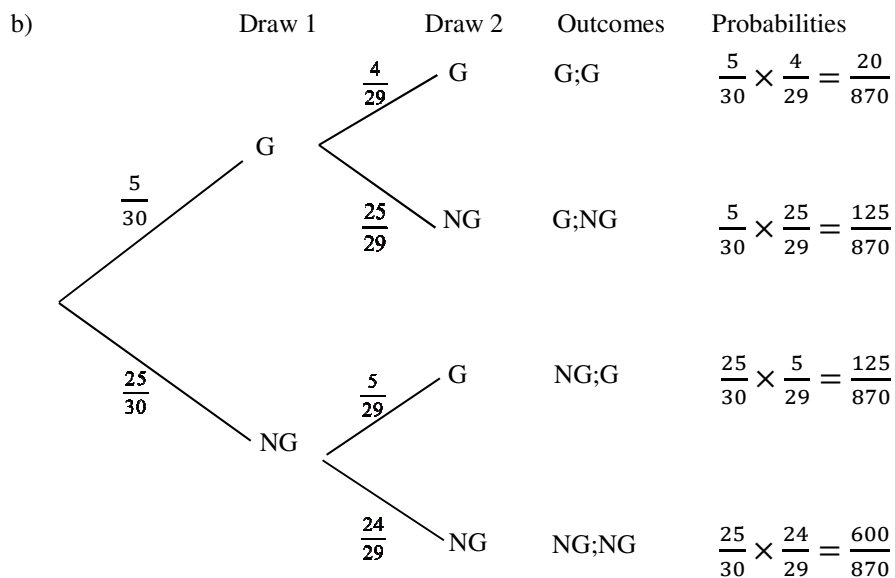 b) Draw 1 Draw 2 Outcomes Probabilities
4/29 G G;G 5/30 × 4/29 = 20/870
G
5/30
25/29 NG G;NG 5/30 × 25/29 = 125/870
25/30
5/29 G NG;G 25/30 × 5/29 = 125/870
NG
24/29 NG NG;NG 25/30 × 24/29 = 600/870